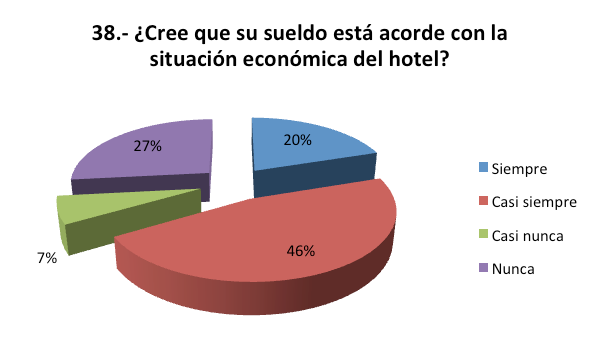 38.- ¿Cree que su sueldo está acorde con la
situación económica del hotel?
27%
20%
7%
46%
Siempre
Casi siempre
Casi nunca
Nunca